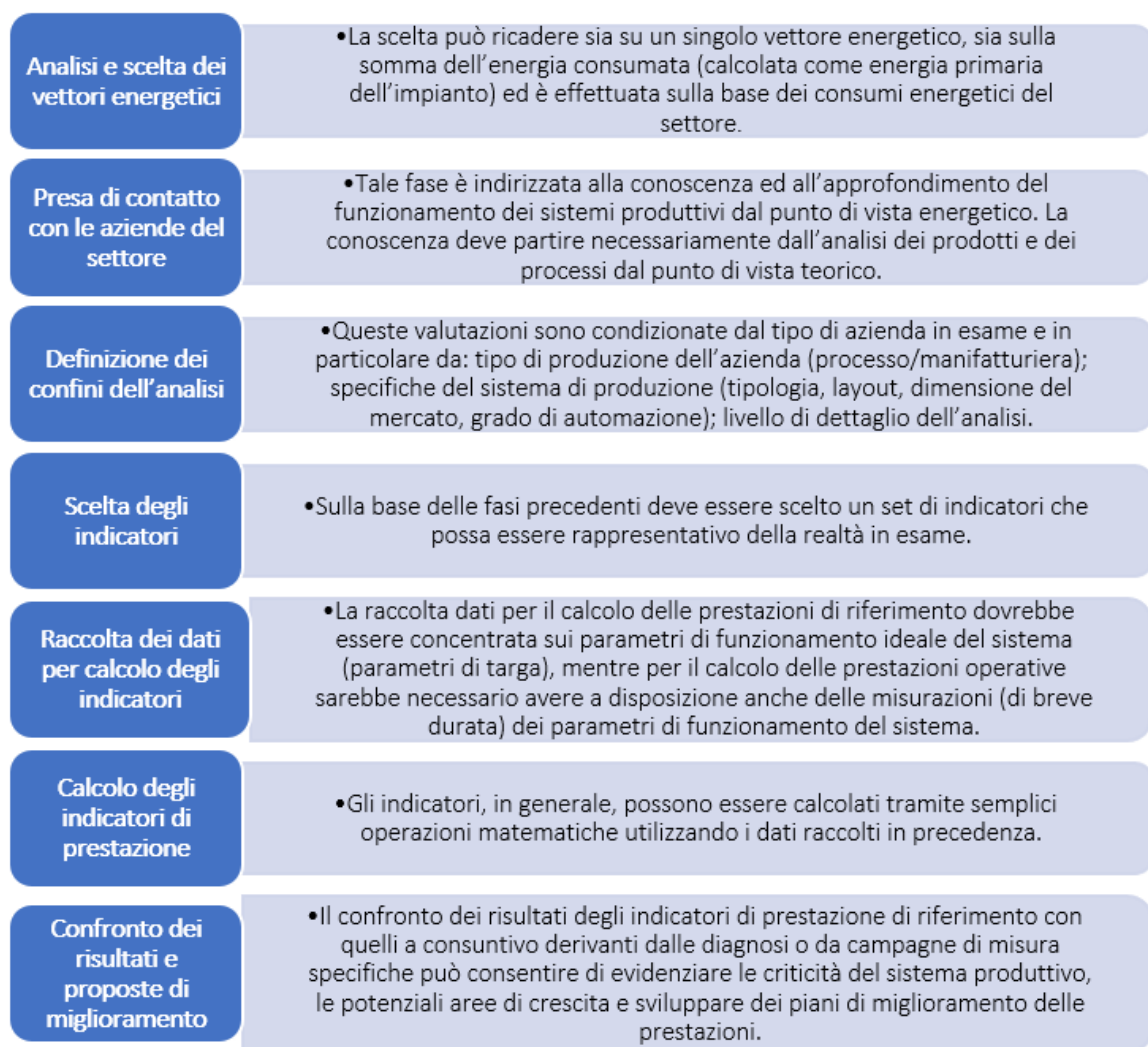 Analisi e scelta dei
vettori energetici
•La scelta può ricadere sia su un singolo vettore energetico, sia sulla
somma dell'energia consumata (calcolata come energia primaria
dell'impianto) ed è effettuata sulla base dei consumi energetici del
settore.
Presa di contatto
con le aziende del
settore
•Tale fase è indirizzata alla conoscenza ed all'approfondimento del
funzionamento dei sistemi produttivi dal punto di vista energetico. La
conoscenza deve partire necessariamente dall'analisi dei prodotti e dei
processi dal punto di vista teorico.
Definizione dei
confini dell'analisi
•Queste valutazioni sono condizionate dal tipo di azienda in esame e in
particolare da: tipo di produzione dell'azienda (processo/manifatturiera);
specifiche del sistema di produzione (tipologia, layout, dimensione del
mercato, grado di automazione); livello di dettaglio dell'analisi.
Scelta degli
indicatori
•Sulla base delle fasi precedenti deve essere scelto un set di indicatori che
possa essere rappresentativo della realtà in esame.
Raccolta dei dati
per calcolo degli
indicatori
•La raccolta dati per il calcolo delle prestazioni di riferimento dovrebbe
essere concentrata sui parametri di funzionamento ideale del sistema
(parametri di targa), mentre per il calcolo delle prestazioni operative
sarebbe necessario avere a disposizione anche delle misurazioni (di breve
durata) dei parametri di funzionamento del sistema.
Calcolo degli
indicatori di
prestazione
•Gli indicatori, in generale, possono essere calcolati tramite semplici
operazioni matematiche utilizzando i dati raccolti in precedenza.
Confronto dei
risultati e
proposte di
miglioramento
•Il confronto dei risultati degli indicatori di prestazione di riferimento con
quelli a consuntivo derivanti dalle diagnosi o da campagne di misura
specifiche può consentire di evidenziare le criticità del sistema produttivo,
le potenziali aree di crescita e sviluppare dei piani di miglioramento delle
prestazioni.